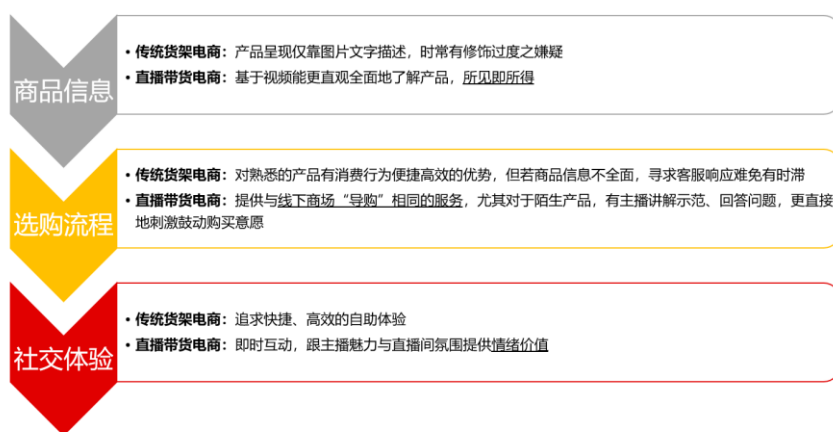 商品信息
• 传统货架电商：产品呈现仅靠图片文字描述，时常有修饰过度之嫌疑
• 直播带货电商：基于视频能更直观全面地了解产品，所见即所得
选购流程
• 传统货架电商：对熟悉的产品有消费行为便捷高效的优势，但若商品信息不全面，寻求客服响应难免有时滞
• 直播带货电商：提供与线下商场“导购”相同的服务，尤其对于陌生产品，有主播讲解示范、回答问题，更直接
地刺激鼓动购买意愿
社交体验
• 传统货架电商：追求快捷、高效的自助体验
• 直播带货电商：即时互动，跟主播魅力与直播间氛围提供情绪价值